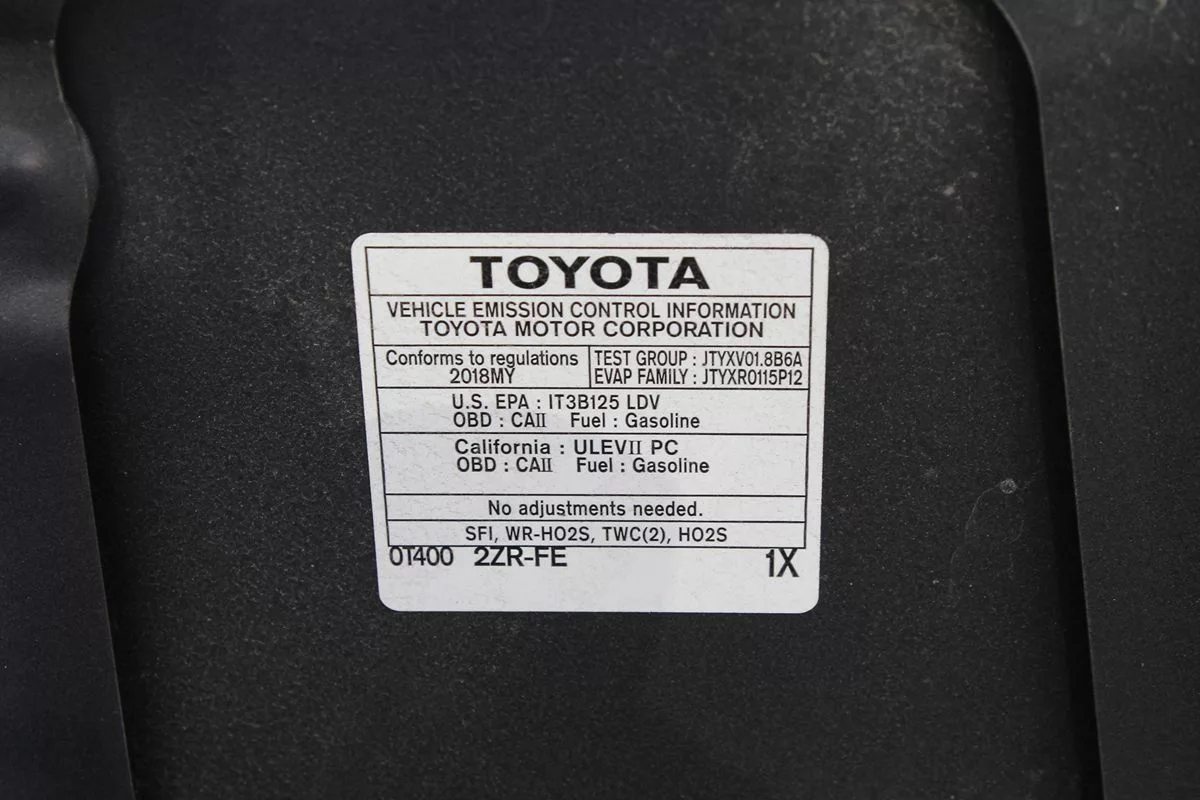 TOYOTA
VEHICLE EMISSION CONTROL INFORMATION
TOYOTA MOTOR CORPORATION
Conforms to regulations
2018MY
TEST GROUP : JTYXV01.8B6A
EVAP FAMILY : JTYXR0115P12
U.S. EPA : IT3B125 LDV
OBD : CAII Fuel : Gasoline
California : ULEVII PC
OBD : CAII Fuel : Gasoline
No adjustments needed.
SFI, WR-HO2S, TWC(2), HO2S
0T400 2ZR-FE 1X